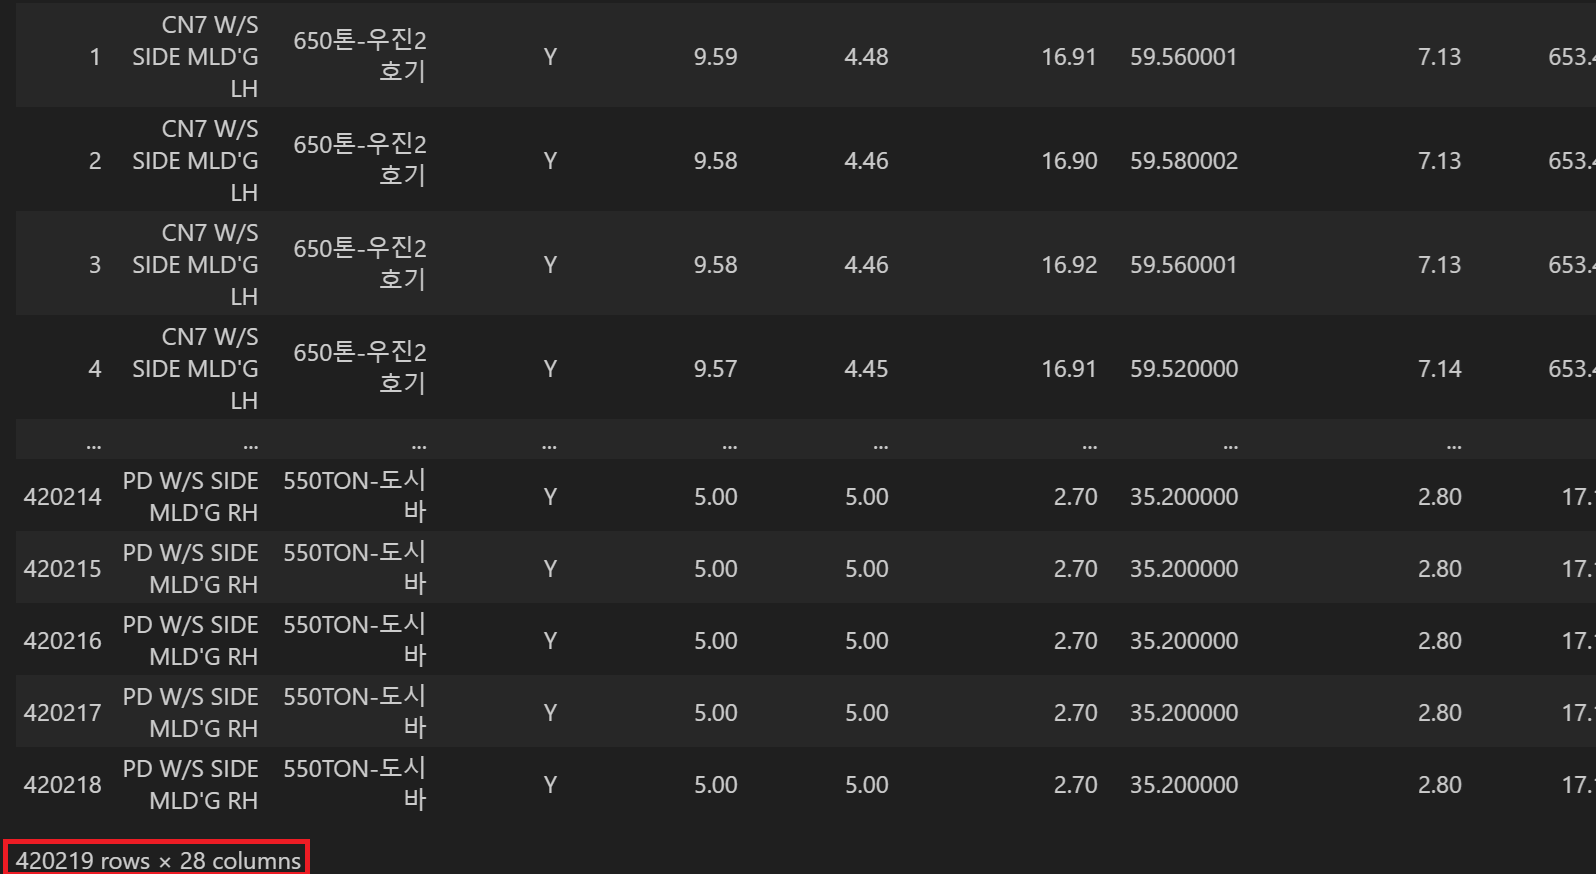 CN7 W/S
SIDE MLD'G
LH
1 650톤-우진2
호기 Y 9.59 4.48 16.91 59.560001 7.13 653.4
CN7 W/S
SIDE MLD'G
LH
2 650톤-우진2
호기 Y 9.58 4.46 16.90 59.580002 7.13 653.4
CN7 W/S
SIDE MLD'G
LH
3 650톤-우진2
호기 Y 9.58 4.46 16.92 59.560001 7.13 653.4
CN7 W/S
SIDE MLD'G
LH
4 650톤-우진2
호기 Y 9.57 4.45 16.91 59.520000 7.14 653.4
... ... ... ... ... ... ... ... ...
420214 PD W/S SIDE
MLD'G RH 550TON-도시
바 Y 5.00 5.00 2.70 35.200000 2.80 17.
420215 PD W/S SIDE
MLD'G RH 550TON-도시
바 Y 5.00 5.00 2.70 35.200000 2.80 17.
420216 PD W/S SIDE
MLD'G RH 550TON-도시
바 Y 5.00 5.00 2.70 35.200000 2.80 17.
420217 PD W/S SIDE
MLD'G RH 550TON-도시
바 Y 5.00 5.00 2.70 35.200000 2.80 17.
420218 PD W/S SIDE
MLD'G RH 550TON-도시
바 Y 5.00 5.00 2.70 35.200000 2.80 17.
420219 rows × 28 columns